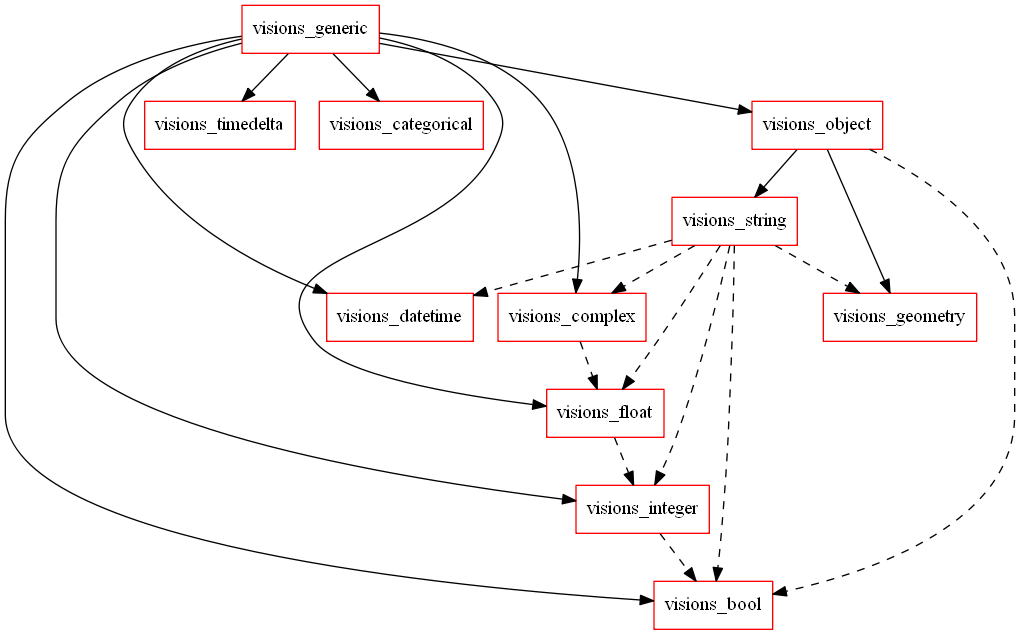 visions_generic
visions_timedelta
visions_categorical
visions_object
visions_string
visions_datetime
visions_complex
visions_geometry
visions_float
visions_integer
visions_bool